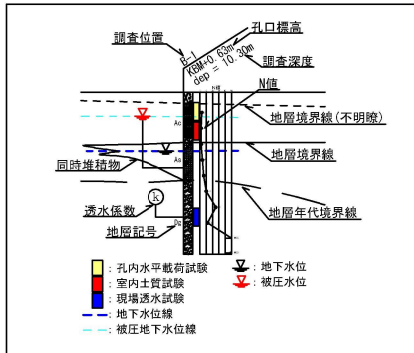 調査位置
孔口標高
B-1
KBM+0.63m
dep = 10.30m
調査深度
N値
N値
地層境界線(不明瞭)
Ac
地層境界線
As
同時堆積物
k
透水係数
地層年代境界線
Dg
地層記号
：孔内水平載荷試験
：地下水位
：室内土質試験
：被圧水位
：現場透水試験
：地下水位線
：被圧地下水位線